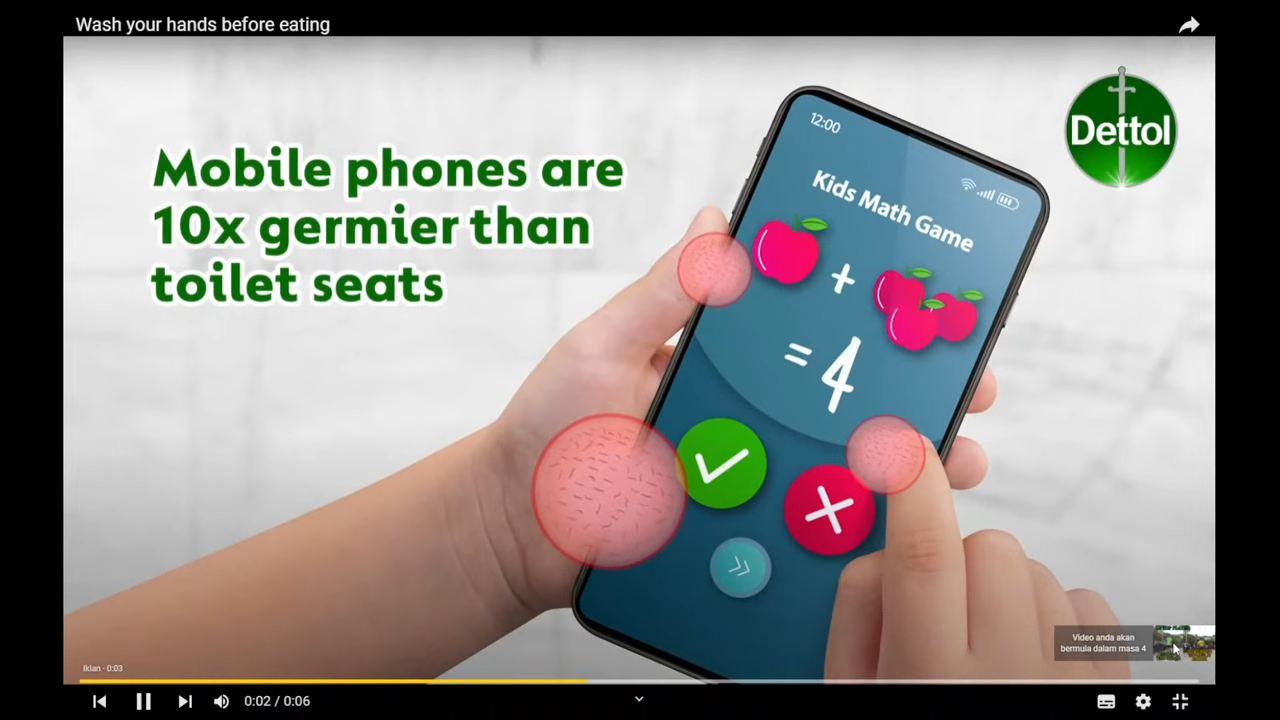 Wash your hands before eating
Mobile phones are
10x germier than
toilet seats
Dettol
12:00
Kids Math Game
+
= 4
Video anda akan
bermula dalam masa 4
Iklan · 0:03
0:02 / 0:06